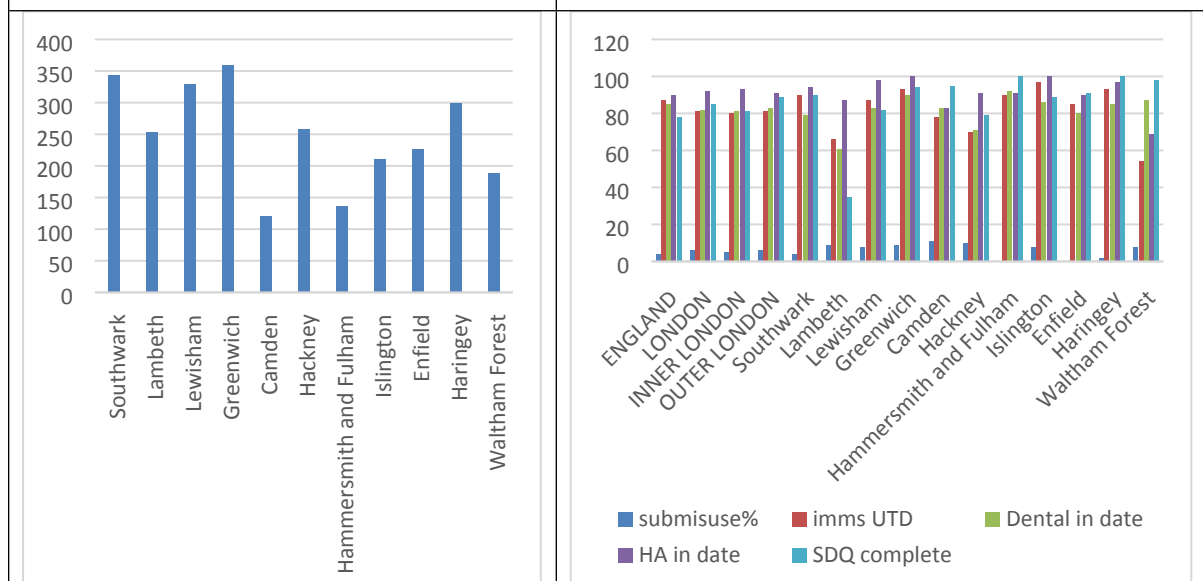 400
350
300
250
200
150
100
50
0
Southwark
Lambeth
Lewisham
Greenwich
Camden
Hackney
Hammersmith and Fulham
Islington
Enfield
Haringey
Waltham Forest
120
100
80
60
40
20
0
ENGLAND
LONDON
INNER LONDON
OUTER LONDON
Southwark
Lambeth
Lewisham
Greenwich
Camden
Hackney
Hammersmith and Fulham
Islington
Enfield
Haringey
Waltham Forest
submisuse% imms UTD Dental in date
HA in date SDQ complete